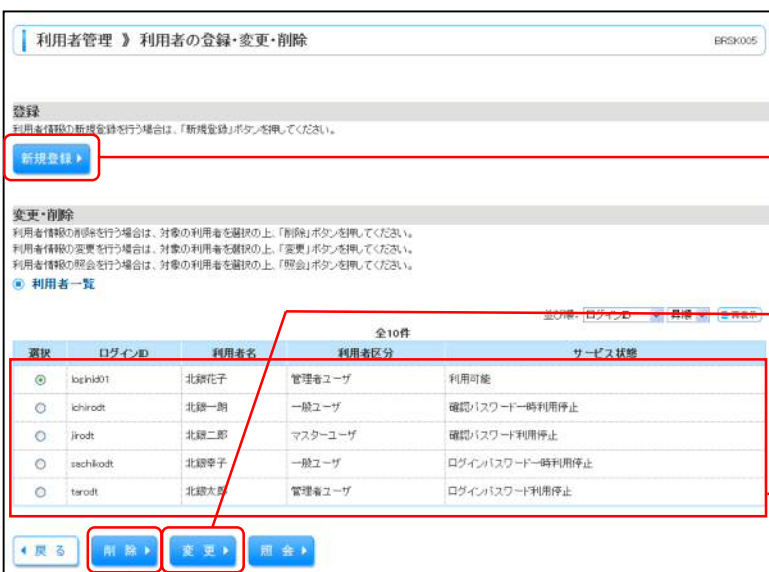 利用者管理 》 利用者の登録・変更・削除
BRSK005
登録
利用者情報の新規登録を行う場合は、「新規登録」ボタンを押してください。
新規登録
変更・削除
利用者情報の削除を行う場合は、対象の利用者を選択の上、「削除」ボタンを押してください。
利用者情報の変更を行う場合は、対象の利用者を選択の上、「変更」ボタンを押してください。
利用者情報の照会を行う場合は、対象の利用者を選択の上、「照会」ボタンを押してください。
利用者一覧
並び順: ログインID 昇順 再表示
全10件
選択 ログインID 利用者名 利用者区分 サービス状態
loginid01 北銀花子 管理者ユーザ 利用可能
ichirodt 北銀一朗 一般ユーザ 確認パスワード一時利用停止
jirodt 北銀二郎 マスターユーザ 確認パスワード利用停止
sachikodt 北銀幸子 一般ユーザ ログインパスワード一時利用停止
tarodt 北銀太郎 管理者ユーザ ログインパスワード利用停止
戻る 削除 変更 照会